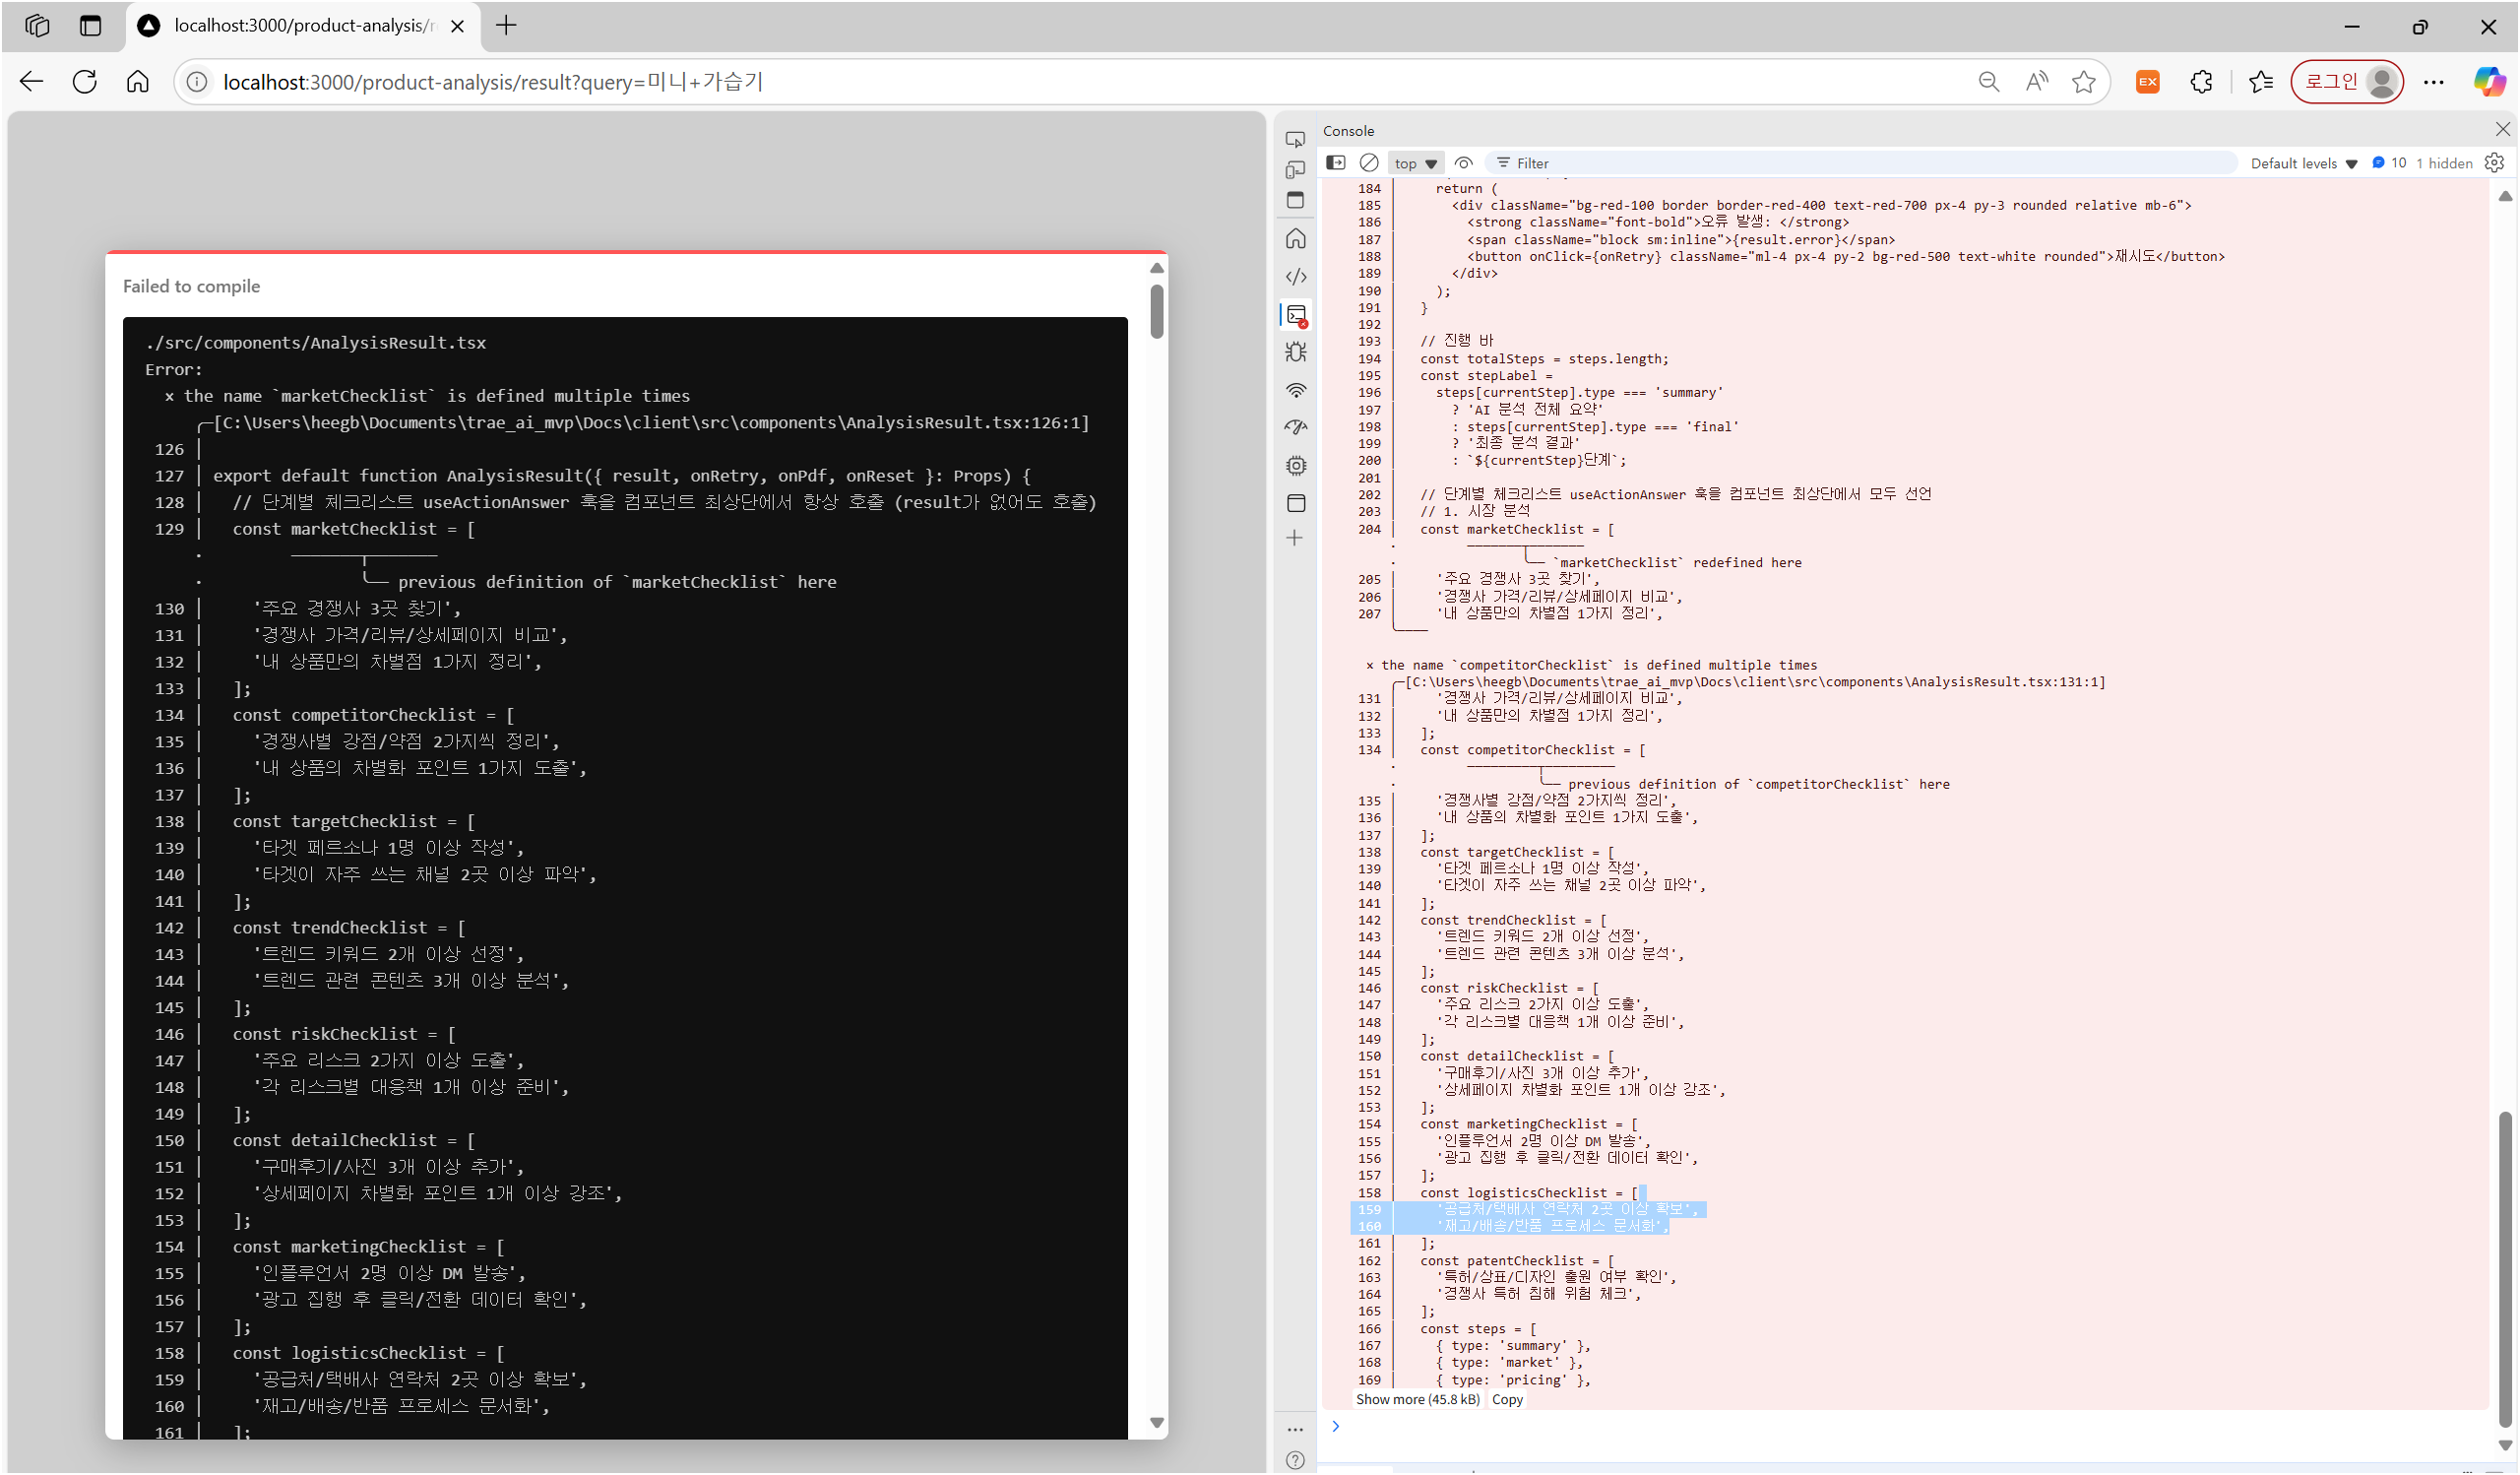 localhost:3000/product-analysis/r
localhost:3000/product-analysis/result?query=미니+가습기
EX
로그인
Failed to compile
./src/components/AnalysisResult.tsx
Error:
x the name `marketChecklist` is defined multiple times
╭─[C:\Users\heegb\Documents\trae_ai_mvp\Docs\client\src\components\AnalysisResult.tsx:126:1]
126 │
127 │ export default function AnalysisResult({ result, onRetry, onPdf, onReset }: Props) {
128 │   // 단계별 체크리스트 useActionAnswer 훅을 컴포넌트 최상단에서 항상 호출 (result가 없어도 호출)
129 │   const marketChecklist = [
· ───────┬───────
· ╰── previous definition of `marketChecklist` here
130 │     '주요 경쟁사 3곳 찾기',
131 │     '경쟁사 가격/리뷰/상세페이지 비교',
132 │     '내 상품만의 차별점 1가지 정리',
133 │   ];
134 │   const competitorChecklist = [
135 │     '경쟁사별 강점/약점 2가지씩 정리',
136 │     '내 상품의 차별화 포인트 1가지 도출',
137 │   ];
138 │   const targetChecklist = [
139 │     '타겟 페르소나 1명 이상 작성',
140 │     '타겟이 자주 쓰는 채널 2곳 이상 파악',
141 │   ];
142 │   const trendChecklist = [
143 │     '트렌드 키워드 2개 이상 선정',
144 │     '트렌드 관련 콘텐츠 3개 이상 분석',
145 │   ];
146 │   const riskChecklist = [
147 │     '주요 리스크 2가지 이상 도출',
148 │     '각 리스크별 대응책 1개 이상 준비',
149 │   ];
150 │   const detailChecklist = [
151 │     '구매후기/사진 3개 이상 추가',
152 │     '상세페이지 차별화 포인트 1개 이상 강조',
153 │   ];
154 │   const marketingChecklist = [
155 │     '인플루언서 2명 이상 DM 발송',
156 │     '광고 집행 후 클릭/전환 데이터 확인',
157 │   ];
158 │   const logisticsChecklist = [
159 │     '공급처/택배사 연락처 2곳 이상 확보',
160 │     '재고/배송/반품 프로세스 문서화',
161 │   ];
Console
top
Filter
Default levels
10
1 hidden
184 │   return (
185 │     <div className="bg-red-100 border border-red-400 text-red-700 px-4 py-3 rounded relative mb-6">
186 │       <strong className="font-bold">오류 발생: </strong>
187 │       <span className="block sm:inline">{result.error}</span>
188 │       <button onClick={onRetry} className="ml-4 px-4 py-2 bg-red-500 text-white rounded">재시도</button>
189 │     </div>
190 │   );
191 │ }
192 │
193 │ // 진행 바
194 │ const totalSteps = steps.length;
195 │ const stepLabel =
196 │   steps[currentStep].type === 'summary'
197 │     ? 'AI 분석 전체 요약'
198 │     : steps[currentStep].type === 'final'
199 │     ? '최종 분석 결과'
200 │     : `${currentStep}단계`;
201 │
202 │ // 단계별 체크리스트 useActionAnswer 훅을 컴포넌트 최상단에서 모두 선언
203 │ // 1. 시장 분석
204 │ const marketChecklist = [
· ───────┬───────
· ╰── `marketChecklist` redefined here
205 │   '주요 경쟁사 3곳 찾기',
206 │   '경쟁사 가격/리뷰/상세페이지 비교',
207 │   '내 상품만의 차별점 1가지 정리',
╰────
x the name `competitorChecklist` is defined multiple times
╭─[C:\Users\heegb\Documents\trae_ai_mvp\Docs\client\src\components\AnalysisResult.tsx:131:1]
131 │   '경쟁사 가격/리뷰/상세페이지 비교',
132 │   '내 상품만의 차별점 1가지 정리',
133 │ ];
134 │ const competitorChecklist = [
· ─────────┬─────────
· ╰── previous definition of `competitorChecklist` here
135 │   '경쟁사별 강점/약점 2가지씩 정리',
136 │   '내 상품의 차별화 포인트 1가지 도출',
137 │ ];
138 │ const targetChecklist = [
139 │   '타겟 페르소나 1명 이상 작성',
140 │   '타겟이 자주 쓰는 채널 2곳 이상 파악',
141 │ ];
142 │ const trendChecklist = [
143 │   '트렌드 키워드 2개 이상 선정',
144 │   '트렌드 관련 콘텐츠 3개 이상 분석',
145 │ ];
146 │ const riskChecklist = [
147 │   '주요 리스크 2가지 이상 도출',
148 │   '각 리스크별 대응책 1개 이상 준비',
149 │ ];
150 │ const detailChecklist = [
151 │   '구매후기/사진 3개 이상 추가',
152 │   '상세페이지 차별화 포인트 1개 이상 강조',
153 │ ];
154 │ const marketingChecklist = [
155 │   '인플루언서 2명 이상 DM 발송',
156 │   '광고 집행 후 클릭/전환 데이터 확인',
157 │ ];
158 │ const logisticsChecklist = [
159 │   '공급처/택배사 연락처 2곳 이상 확보',
160 │   '재고/배송/반품 프로세스 문서화',
161 │ ];
162 │ const patentChecklist = [
163 │   '특허/상표/디자인 출원 여부 확인',
164 │   '경쟁사 특허 침해 위험 체크',
165 │ ];
166 │ const steps = [
167 │   { type: 'summary' },
168 │   { type: 'market' },
169 │   { type: 'pricing' },
Show more (45.8 kB) Copy